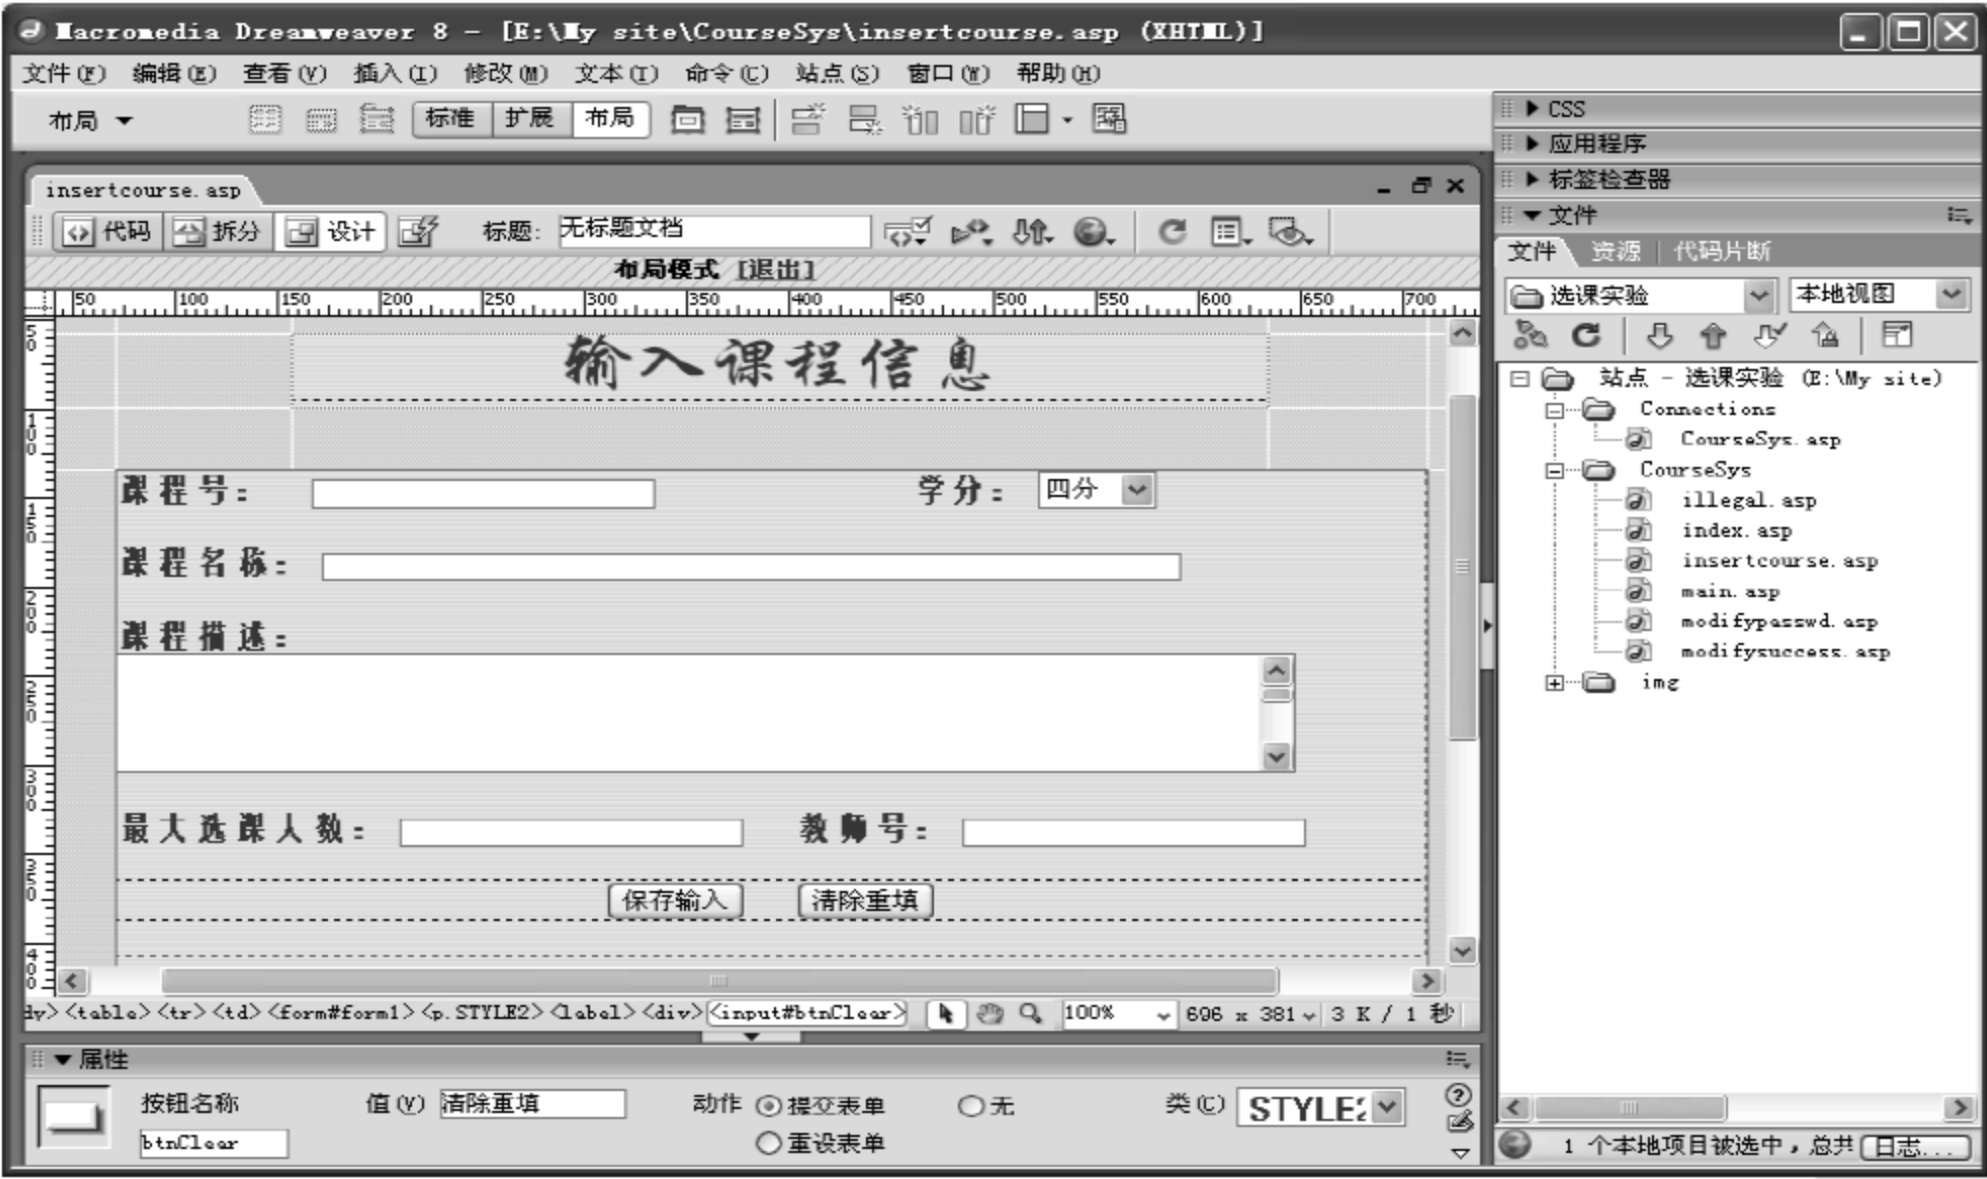 Macromedia Dreamweaver 8 - [E:\My site\CourseSys\insertcourse.asp (XHTML)]
文件(F) 编辑(E) 查看(V) 插入(I) 修改(M) 文本(T) 命令(C) 站点(S) 窗口(W) 帮助(H)
布局 标准 扩展 布局
insertcourse.asp
代码 拆分 设计 标题: 无标题文档
布局模式 [退出]
50 100 150 200 250 300 350 400 450 500 550 600 650 700
50
100
150
200
250
300
350
400
输入课程信息
课程号: 学分: 四分
课程名称:
课程描述:
最大选课人数: 教师号:
保存输入 清除重填
dy><table><tr><td><form#form1><p.STYLE2><label><div><input#btnClear> 100% 696 x 381 3 K / 1 秒
属性
按钮名称 值(V) 清除重填 动作 提交表单 无 类(C) STYLE2
btnClear 重设表单
CSS
应用程序
标签检查器
文件
文件 资源 代码片断
选课实验 本地视图
站点 - 选课实验 (E:\My site)
Connections
CourseSys.asp
CourseSys
illegal.asp
index.asp
insertcourse.asp
main.asp
modifypasswd.asp
modifysuccess.asp
img
1 个本地项目被选中，总共 日志...